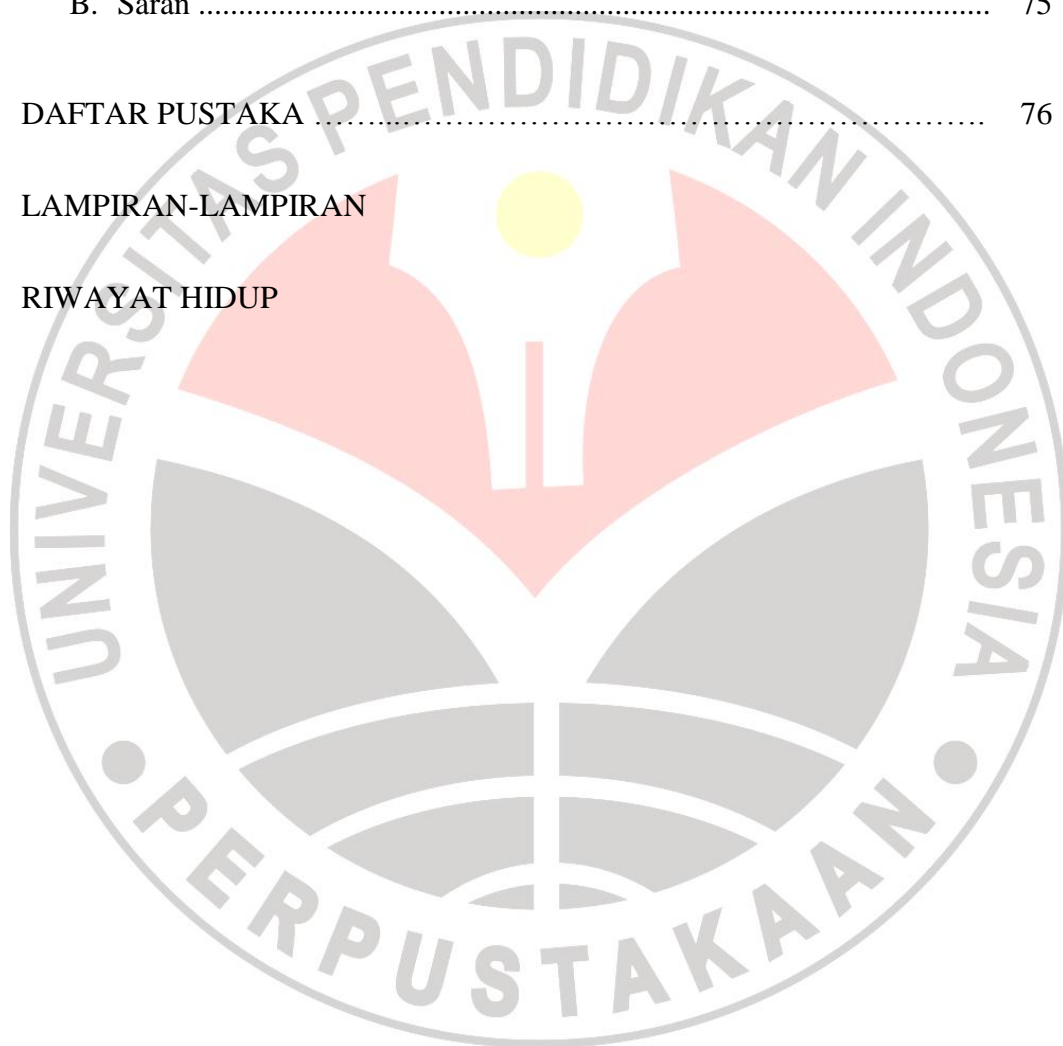 B. Saran .................................................................................................... 75
DAFTAR PUSTAKA ……...……………………………………………………. 76
LAMPIRAN-LAMPIRAN
RIWAYAT HIDUP
UNIVERSITAS PENDIDIKAN INDONESIA
• PERPUSTAKAAN •